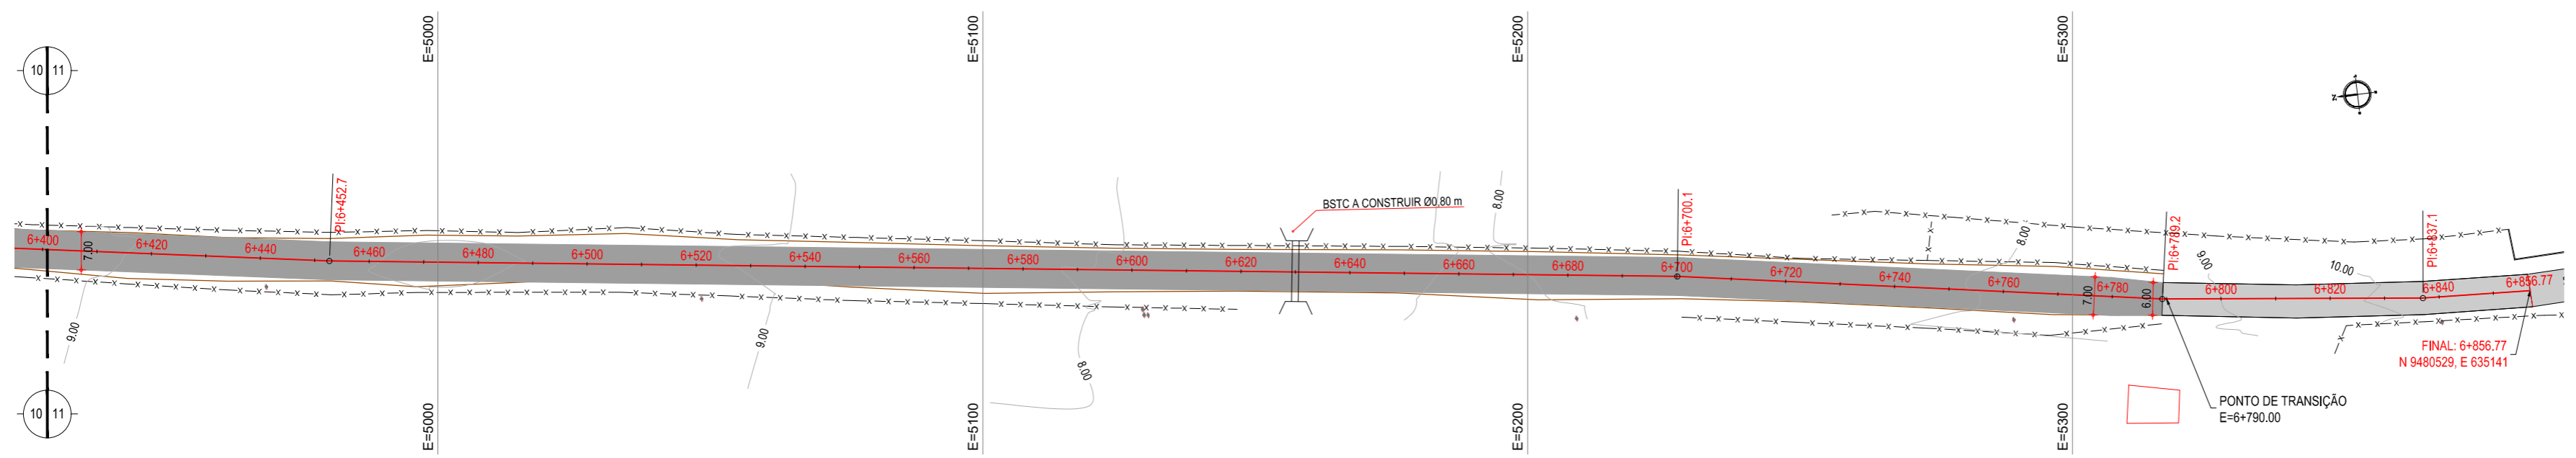 E=5000
E=5100
E=5200
E=5300
10 11
PI:6+452.7
PI:6+700.1
PI:6+789.2
PI:6+837.1
BSTC A CONSTRUIR Ø0.80 m
8.00
8.00
9.00
10.00
6+400
6+420
6+440
6+460
6+480
6+500
6+520
6+540
6+560
6+580
6+600
6+620
6+640
6+660
6+680
6+700
6+720
6+740
6+760
6+780
6+800
6+820
6+840
6+856.77
7.00
7.00
6.00
9.00
9.00
8.00
FINAL: 6+856.77
N 9480529, E 635141
PONTO DE TRANSIÇÃO
E=6+790.00
10 11
E=5000
E=5100
E=5200
E=5300